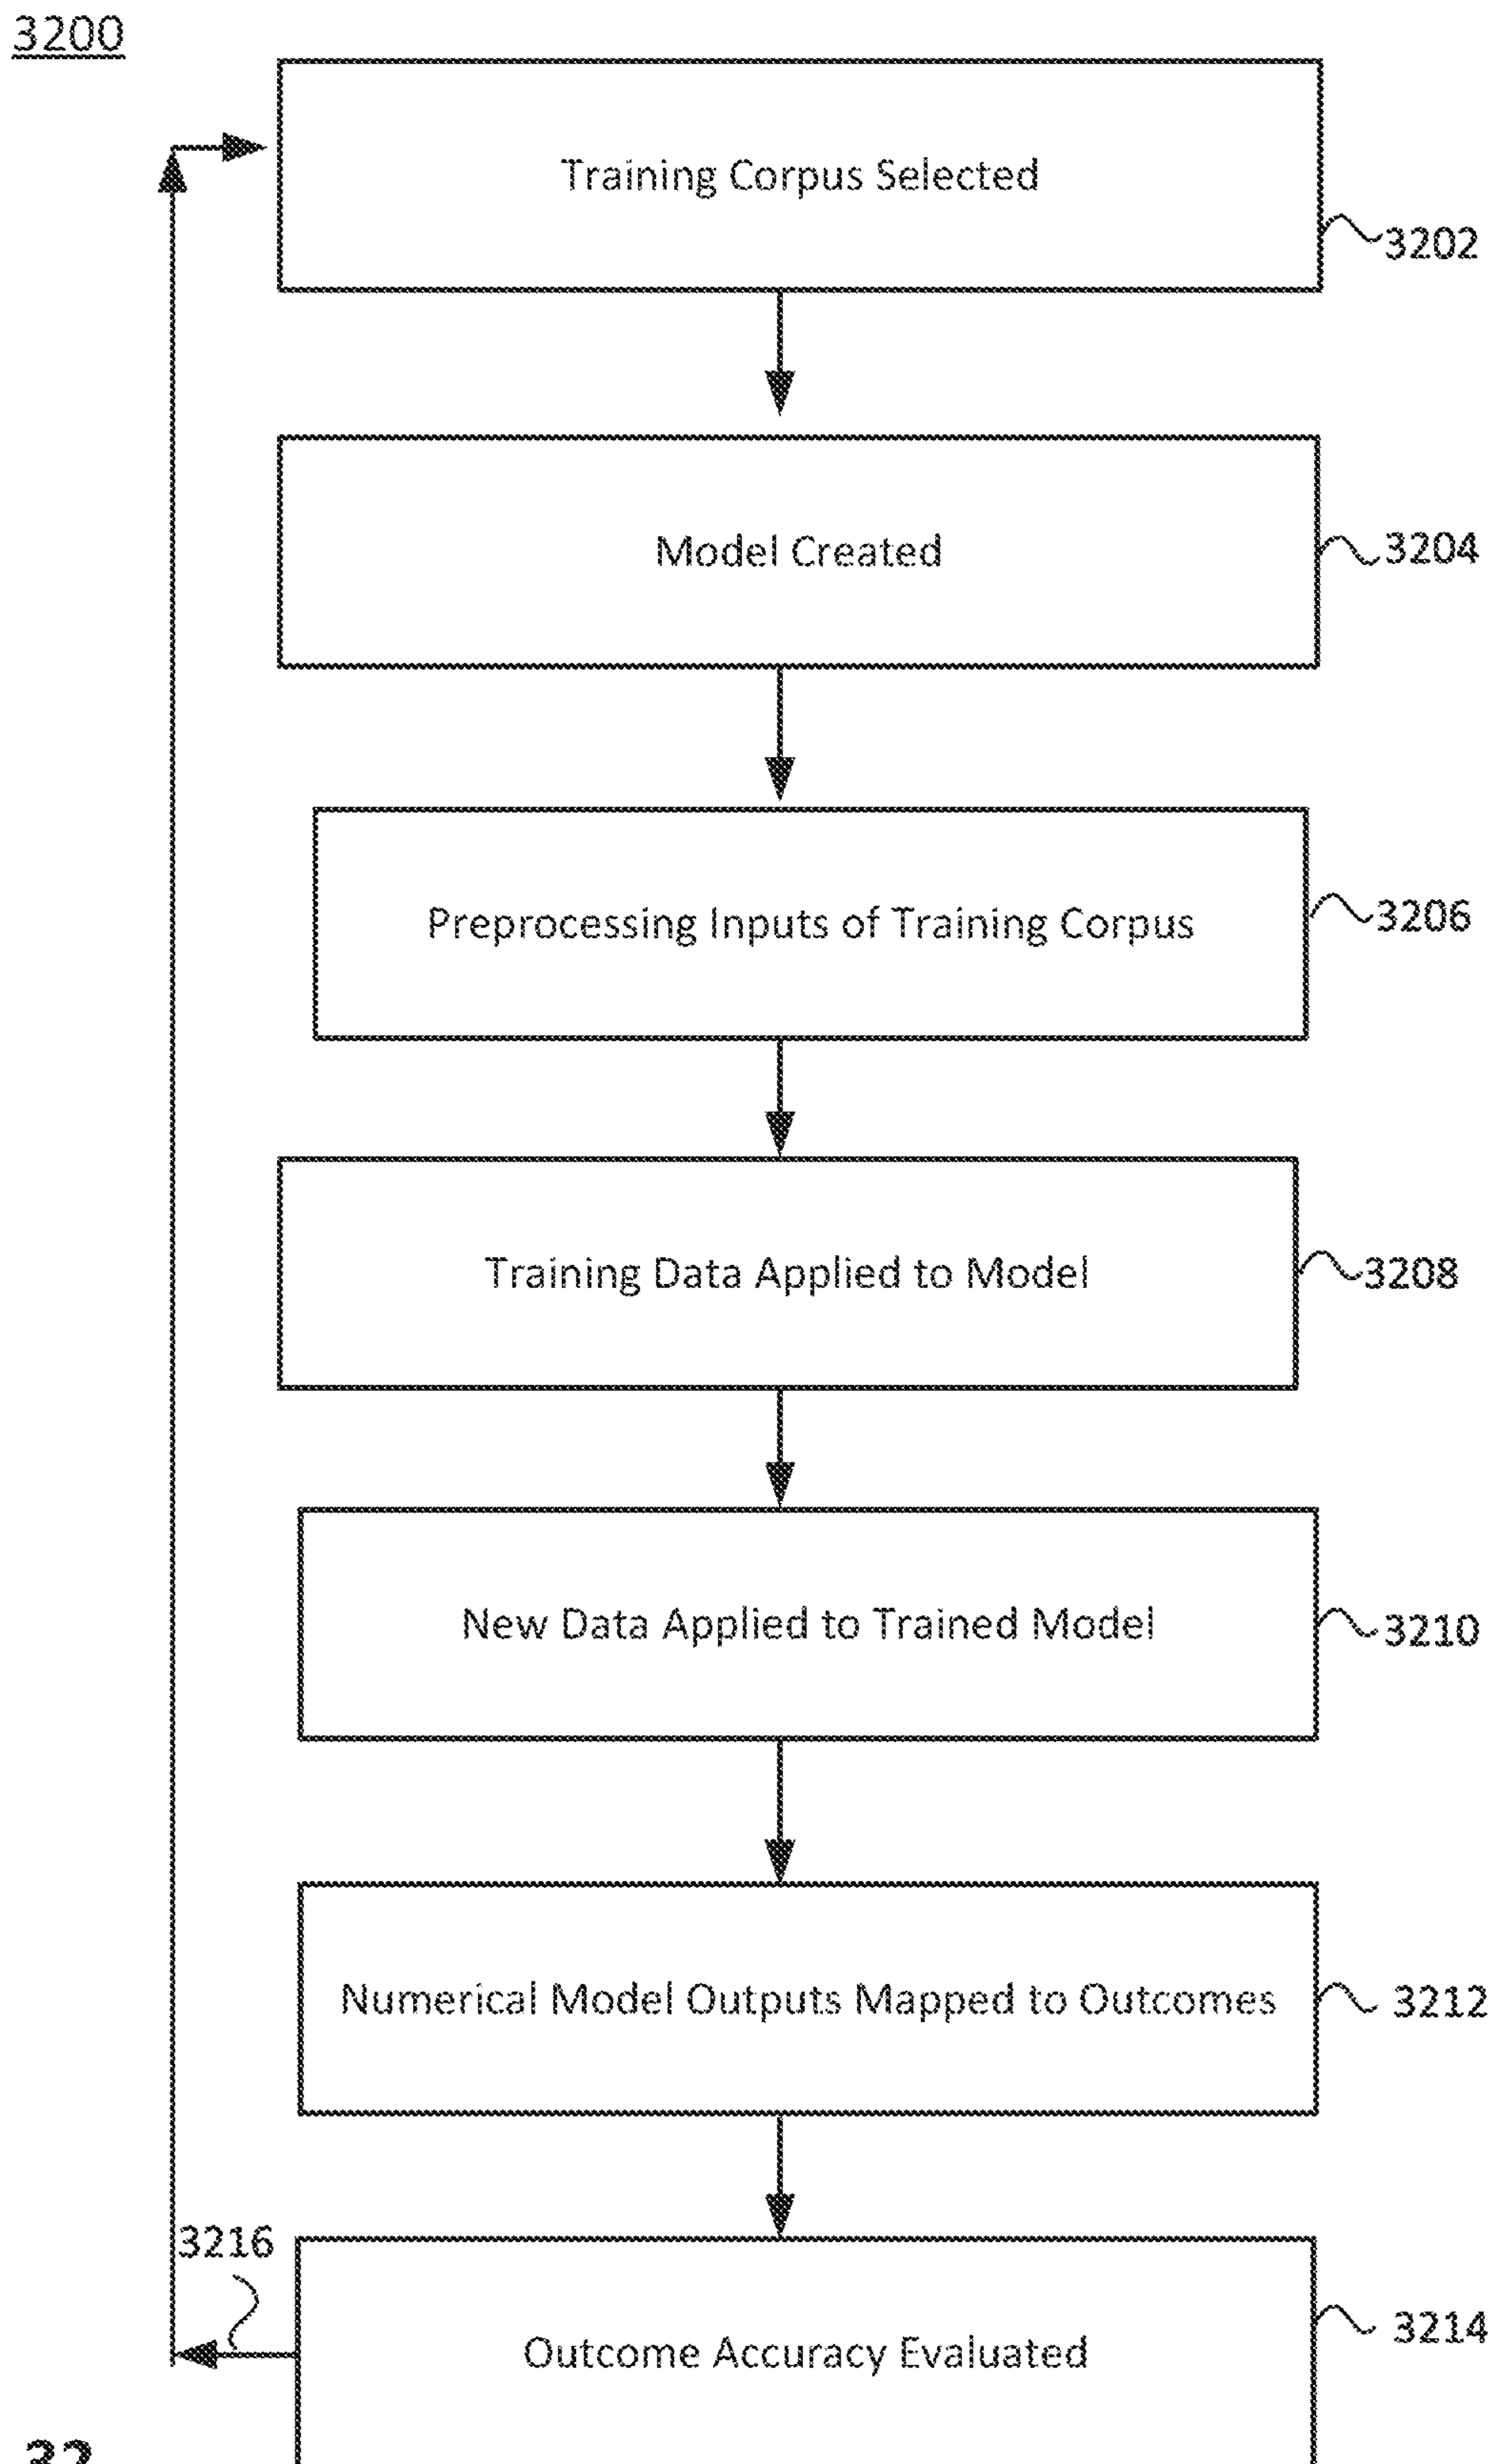 3200
Training Corpus Selected
3202
Model Created
3204
Preprocessing Inputs of Training Corpus
3206
Training Data Applied to Model
3208
New Data Applied to Trained Model
3210
Numerical Model Outputs Mapped to Outcomes
3212
3216
Outcome Accuracy Evaluated
3214
32